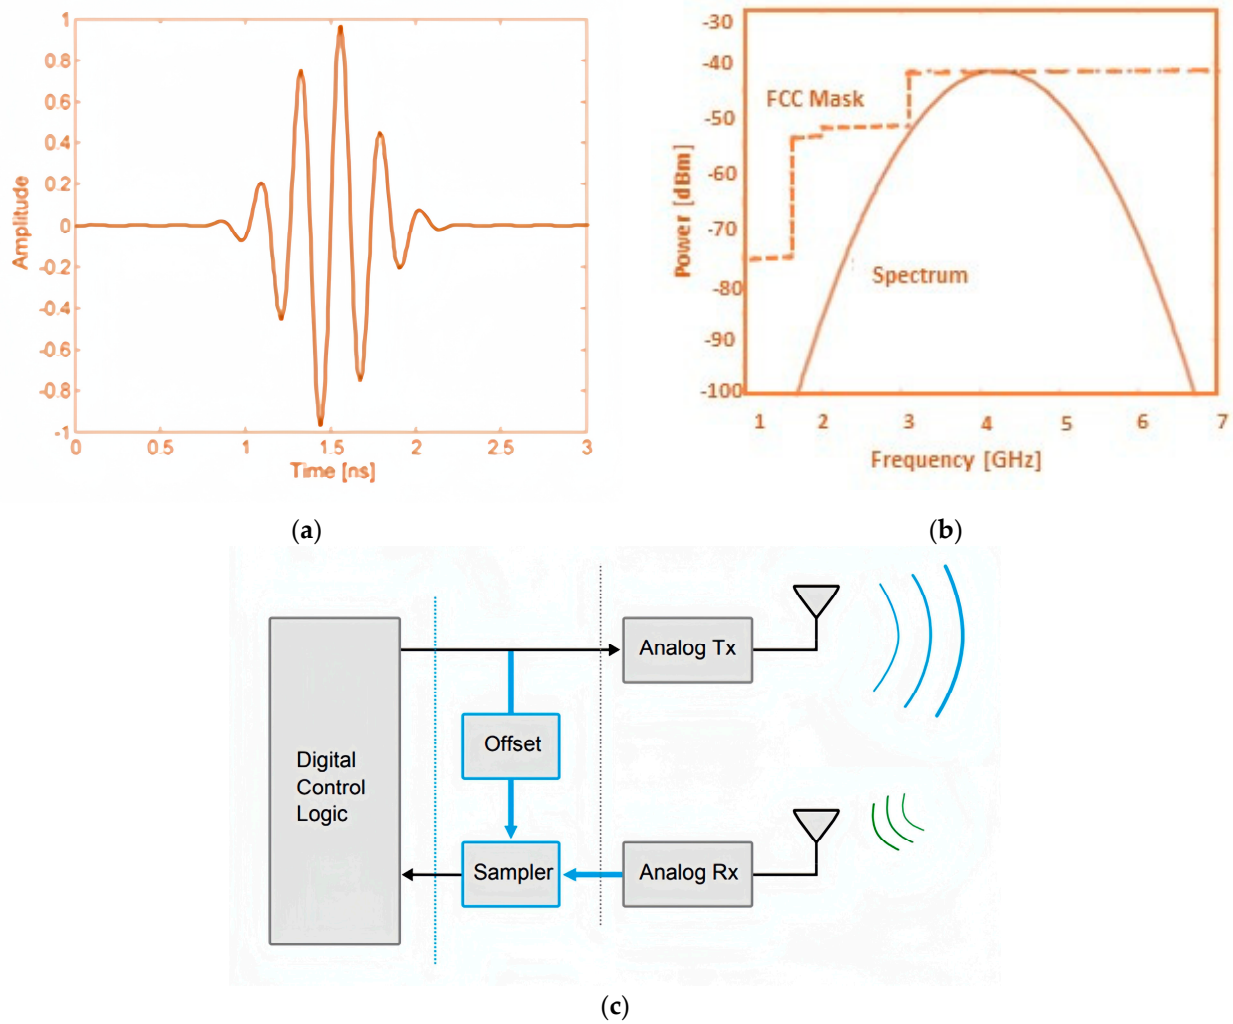 1
0.8
0.6
0.4
0.2
0
-0.2
-0.4
-0.6
-0.8
-1
Amplitude
0 0.5 1 1.5 2 2.5 3
Time [ns]
(a)
-30
-40
-50
-60
-70
-80
-90
-100
Power [dBm]
FCC Mask
Spectrum
1 2 3 4 5 6 7
Frequency [GHz]
(b)
Digital
Control
Logic
Offset
Sampler
Analog Tx
Analog Rx
(c)